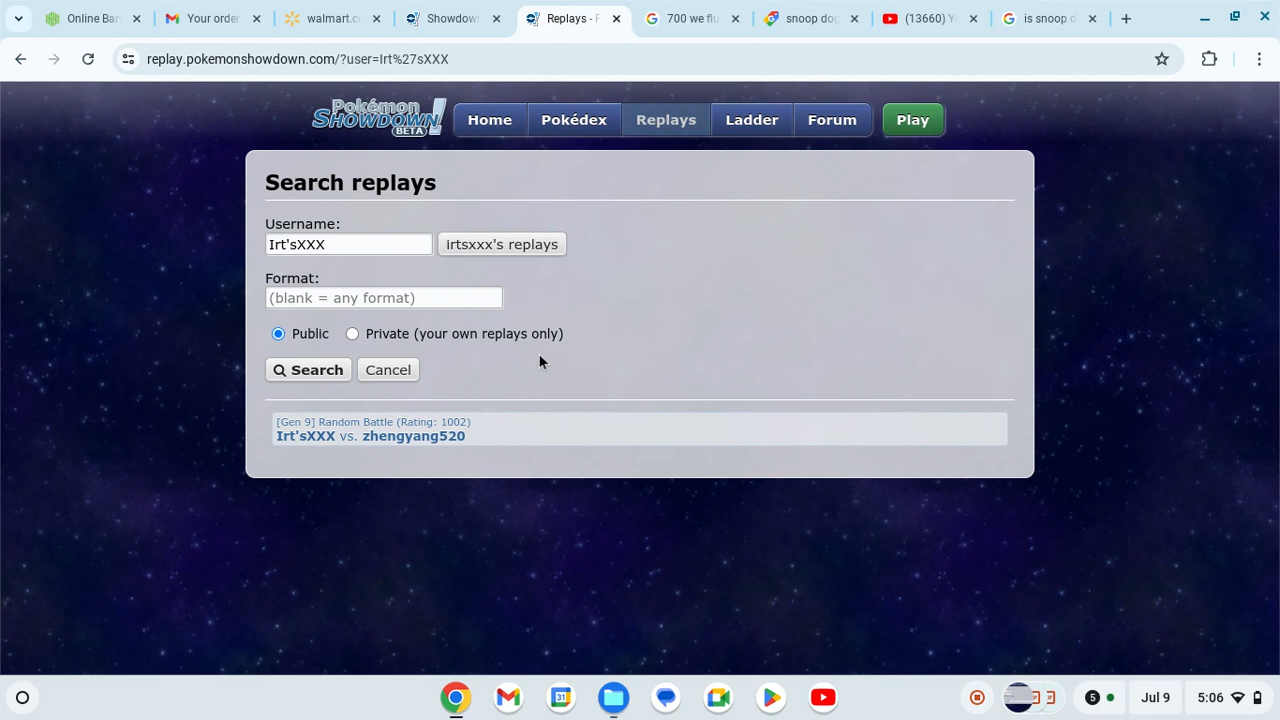 Online Ban
Your order
walmart.c
Showdow
Replays - P
700 we flu
snoop dog
(13660) Y
is snoop d
replay.pokemonshowdown.com/?user=Irt%27sXXX
Pokémon
SHOWDOWN!
BETA
Home
Pokédex
Replays
Ladder
Forum
Play
Search replays
Username:
Irt'sXXX
irtsxxx's replays
Format:
(blank = any format)
Public
Private (your own replays only)
Search
Cancel
[Gen 9] Random Battle (Rating: 1002)
Irt'sXXX vs. zhengyang520
31
5
Jul 9
5:06